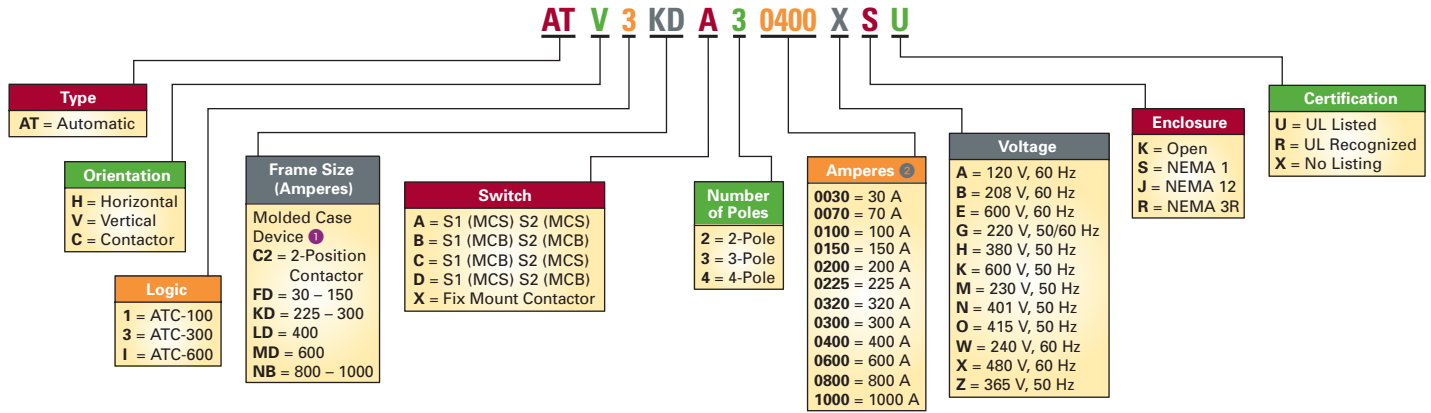 AT V 3 KD A 3 0400 X S U
Type
AT = Automatic
Orientation
H = Horizontal
V = Vertical
C = Contactor
Logic
1 = ATC-100
3 = ATC-300
I = ATC-600
Frame Size
(Amperes)
Molded Case
Device 1
C2 = 2-Position
Contactor
FD = 30 – 150
KD = 225 – 300
LD = 400
MD = 600
NB = 800 – 1000
Switch
A = S1 (MCS) S2 (MCS)
B = S1 (MCB) S2 (MCB)
C = S1 (MCB) S2 (MCS)
D = S1 (MCS) S2 (MCB)
X = Fix Mount Contactor
Number
of Poles
2 = 2-Pole
3 = 3-Pole
4 = 4-Pole
Amperes 2
0030 = 30 A
0070 = 70 A
0100 = 100 A
0150 = 150 A
0200 = 200 A
0225 = 225 A
0320 = 320 A
0300 = 300 A
0400 = 400 A
0600 = 600 A
0800 = 800 A
1000 = 1000 A
Voltage
A = 120 V, 60 Hz
B = 208 V, 60 Hz
E = 600 V, 60 Hz
G = 220 V, 50/60 Hz
H = 380 V, 50 Hz
K = 600 V, 50 Hz
M = 230 V, 50 Hz
N = 401 V, 50 Hz
O = 415 V, 50 Hz
W = 240 V, 60 Hz
X = 480 V, 60 Hz
Z = 365 V, 50 Hz
Enclosure
K = Open
S = NEMA 1
J = NEMA 12
R = NEMA 3R
Certification
U = UL Listed
R = UL Recognized
X = No Listing